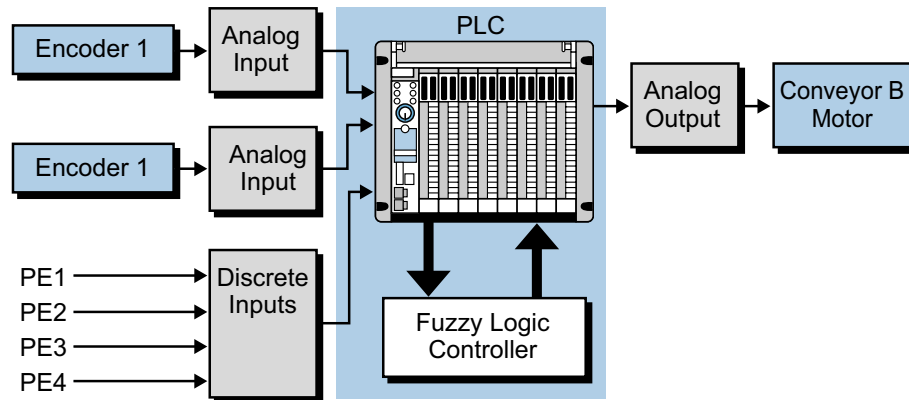 PLC
Encoder 1
Analog
Input
Encoder 1
Analog
Input
PE1
PE2
PE3
PE4
Discrete
Inputs
Fuzzy Logic
Controller
Analog
Output
Conveyor B
Motor